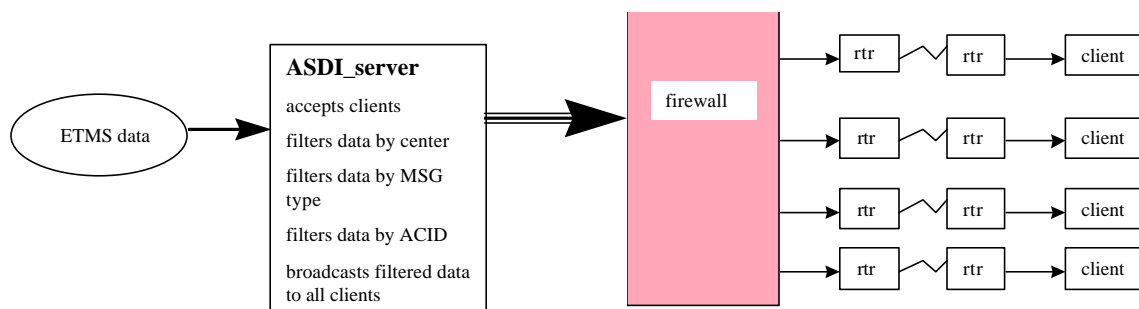 ETMS data
ASDI_server
accepts clients
filters data by center
filters data by MSG
type
filters data by ACID
broadcasts filtered data
to all clients
firewall
rtr rtr client
rtr rtr client
rtr rtr client
rtr rtr client